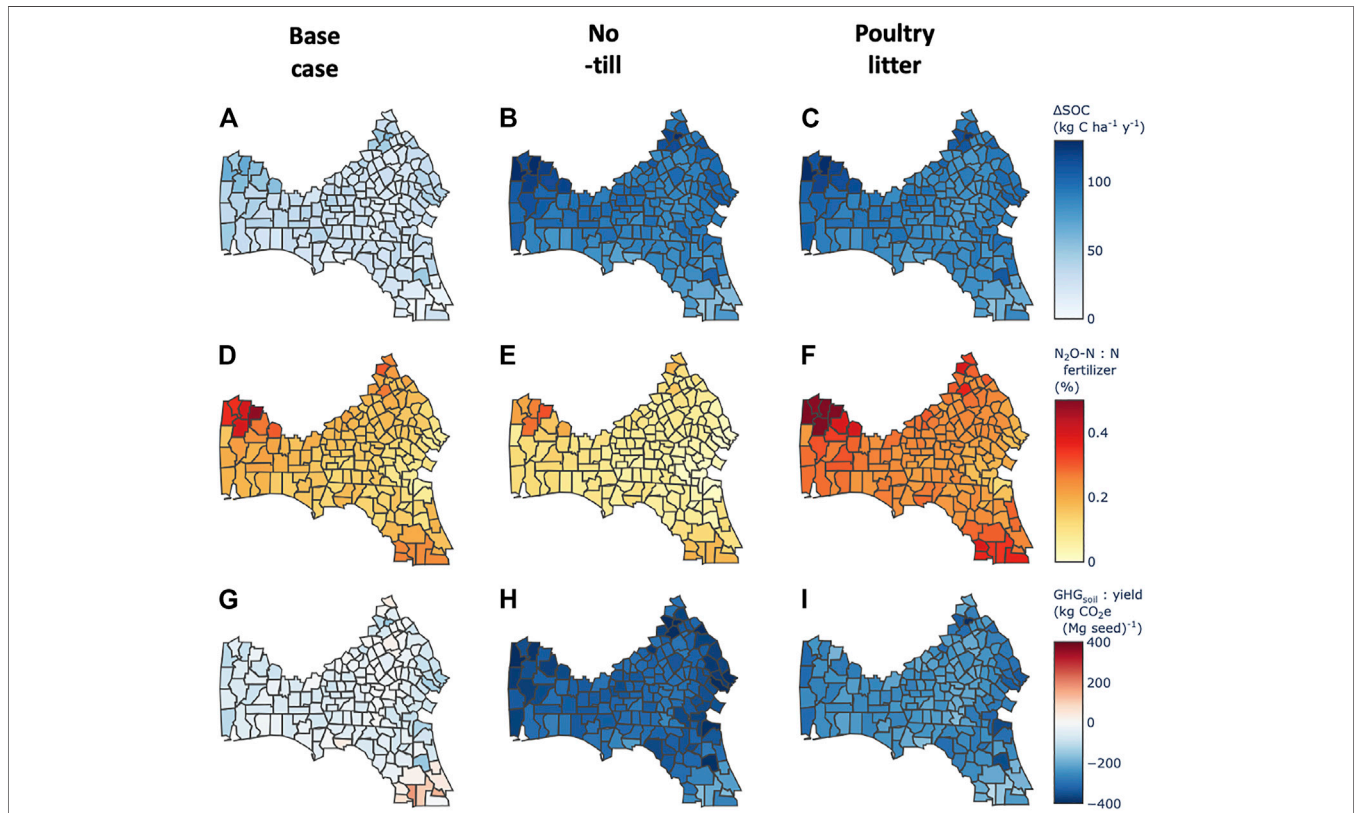 Base
case
No
-till
Poultry
litter
A
B
C
ΔSOC
(kg C ha⁻¹ y⁻¹)
100
50
0
D
E
F
N₂O-N : N
fertilizer
(%)
0.4
0.2
0
G
H
I
GHGsoil : yield
(kg CO₂e
(Mg seed)⁻¹
400
200
0
−200
−400